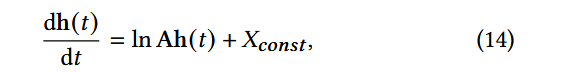 dh(t)/dt = ln Ah(t) + X_const, (14)